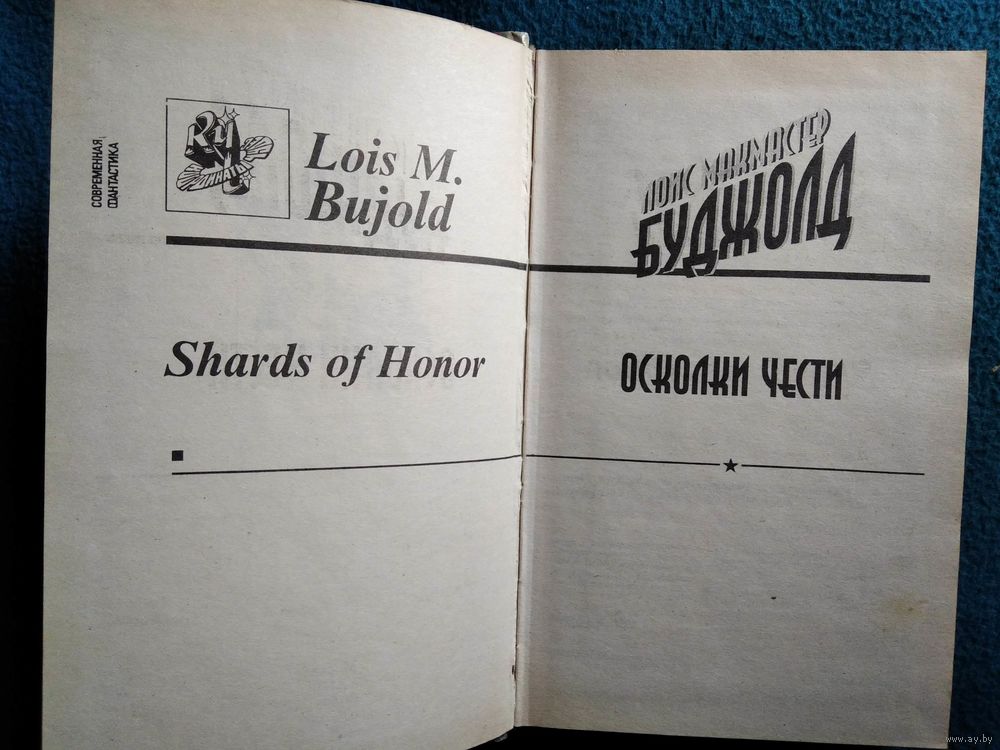 СОВРЕМЕННАЯ
ФАНТАСТИКА
Lois M.
Bujold
Shards of Honor
ЛОИС МАКМАСТЕР
БУДЖОЛД
ОСКОЛКИ ЧЕСТИ
www.ay.by